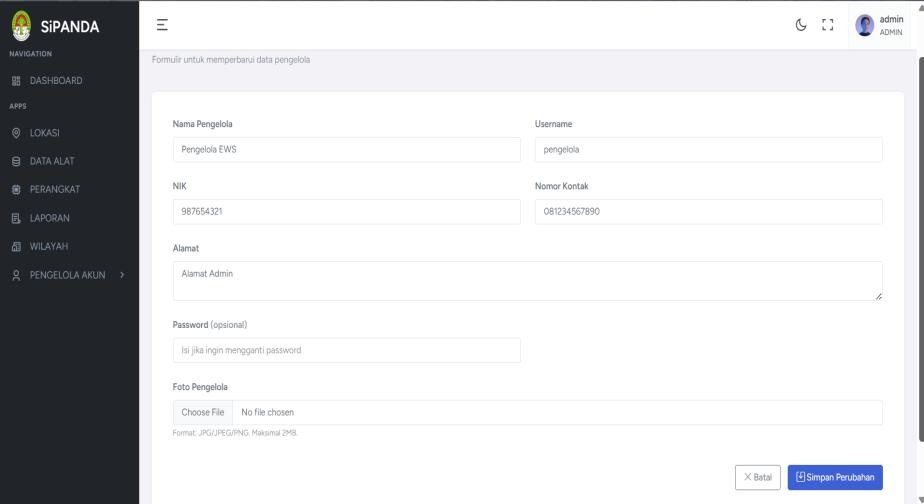 SiPANDA
admin
ADMIN
NAVIGATION
DASHBOARD
APPS
LOKASI
DATA ALAT
PERANGKAT
LAPORAN
WILAYAH
PENGELOLA AKUN
Formulir untuk memperbarui data pengelola
Nama Pengelola
Username
Pengelola EWS
pengelola
NIK
Nomor Kontak
987654321
081234567890
Alamat
Alamat Admin
Password (opsional)
Isi jika ingin mengganti password
Foto Pengelola
Choose File No file chosen
Format: JPG/JPEG/PNG. Maksimal 2MB.
Batal
Simpan Perubahan